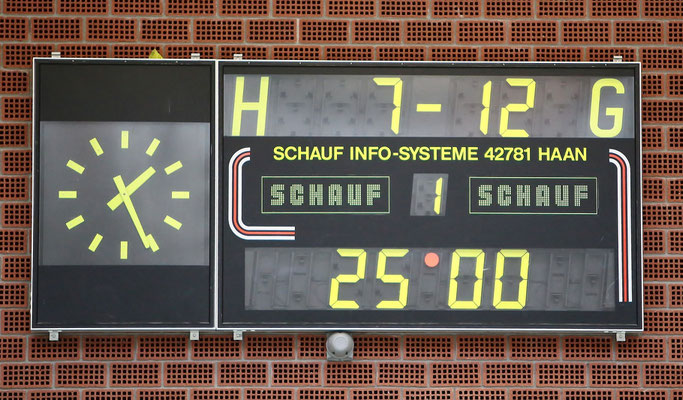 H 7-12 G
SCHAUF INFO-SYSTEME 42781 HAAN
SCHAUF 1 SCHAUF
25 00